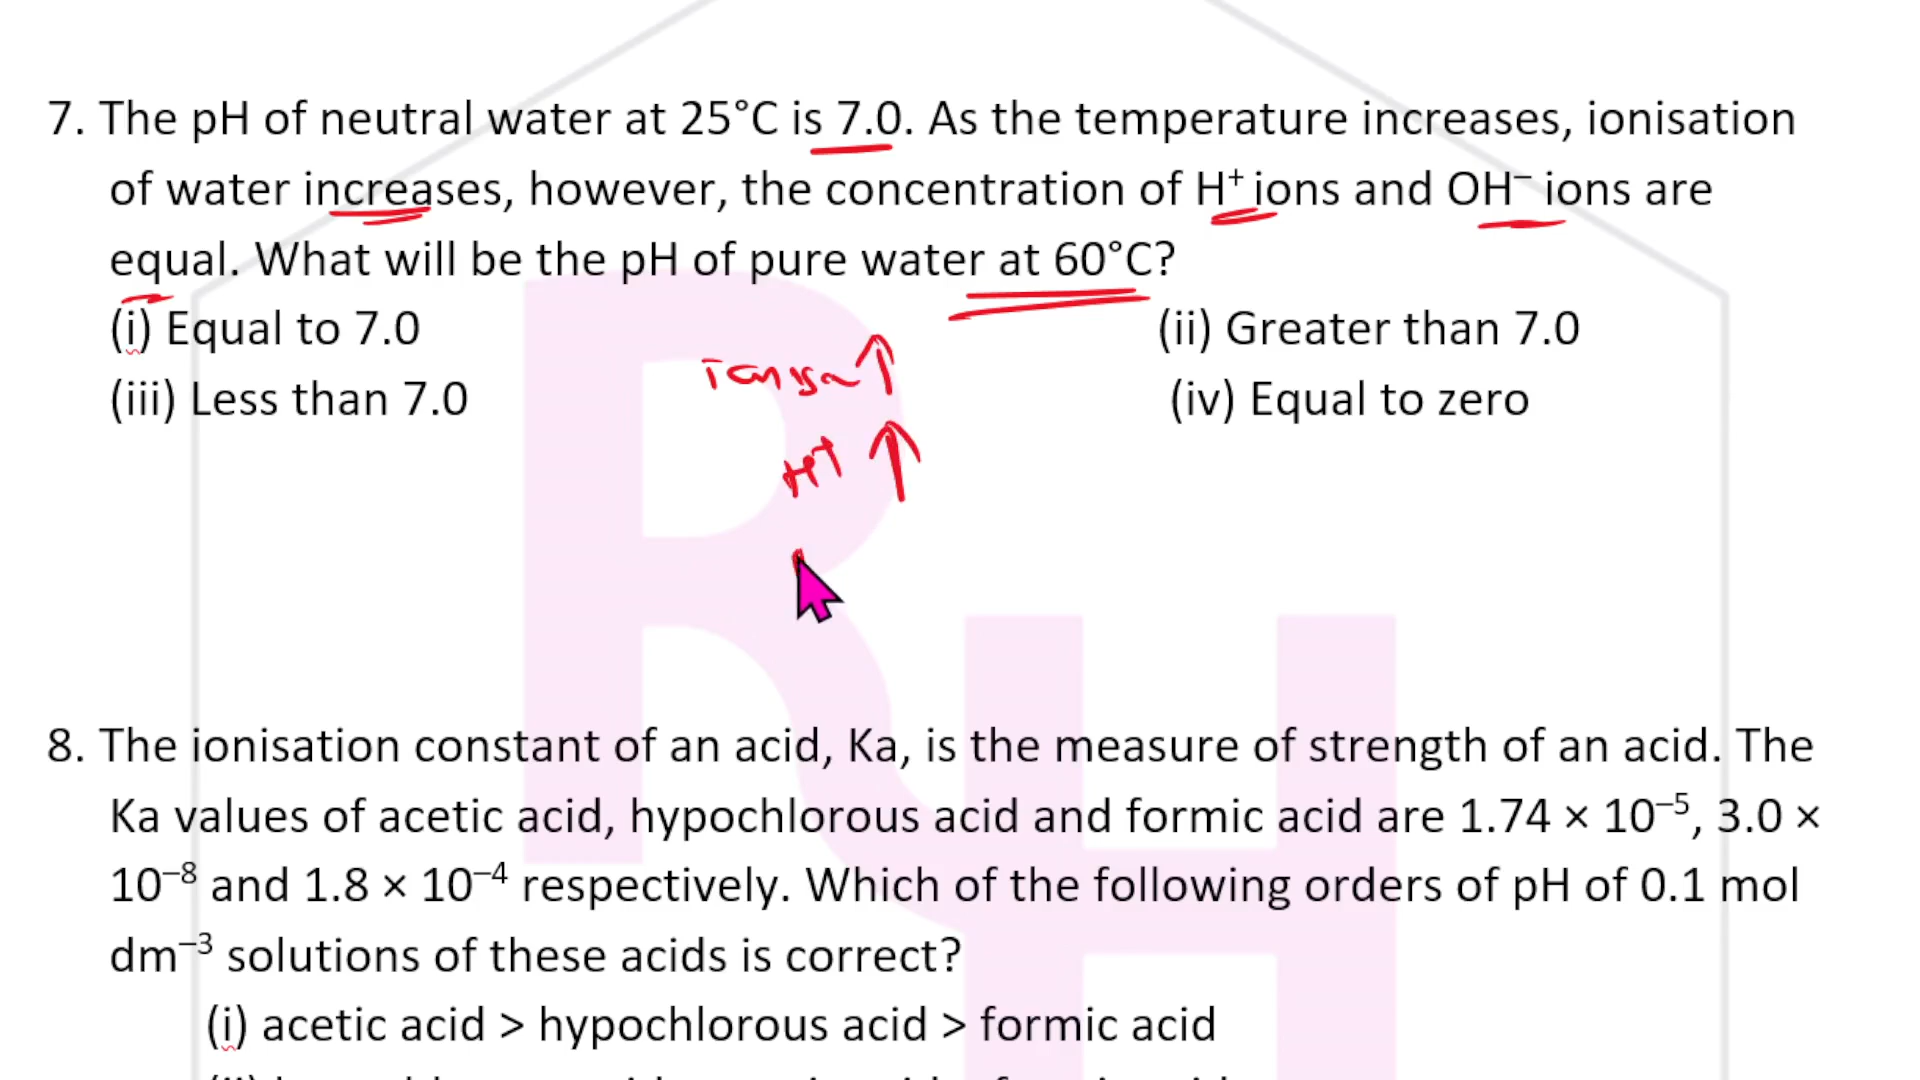 7. The pH of neutral water at 25°C is 7.0. As the temperature increases, ionisation
of water increases, however, the concentration of H⁺ ions and OH⁻ ions are
equal. What will be the pH of pure water at 60°C?
(i) Equal to 7.0 (ii) Greater than 7.0
(iii) Less than 7.0 (iv) Equal to zero
H⁺ ↑
8. The ionisation constant of an acid, Ka, is the measure of strength of an acid. The
Ka values of acetic acid, hypochlorous acid and formic acid are 1.74 × 10⁻⁵, 3.0 ×
10⁻⁸ and 1.8 × 10⁻⁴ respectively. Which of the following orders of pH of 0.1 mol
dm⁻³ solutions of these acids is correct?
(i) acetic acid > hypochlorous acid > formic acid